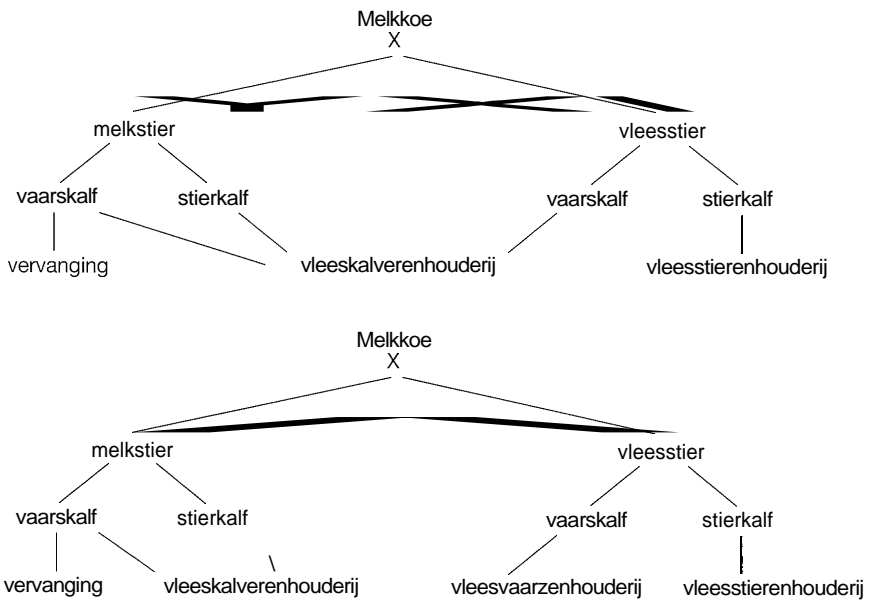 Melkkoe
X
melkstier vleesstier
vaarskalf stierkalf vaarskalf stierkalf
vervanging vleeskalverenhouderij vleesstierenhouderij
Melkkoe
X
melkstier vleesstier
vaarskalf stierkalf vaarskalf stierkalf
vervanging vleeskalverenhouderij vleesvaarzenhouderij vleesstierenhouderij